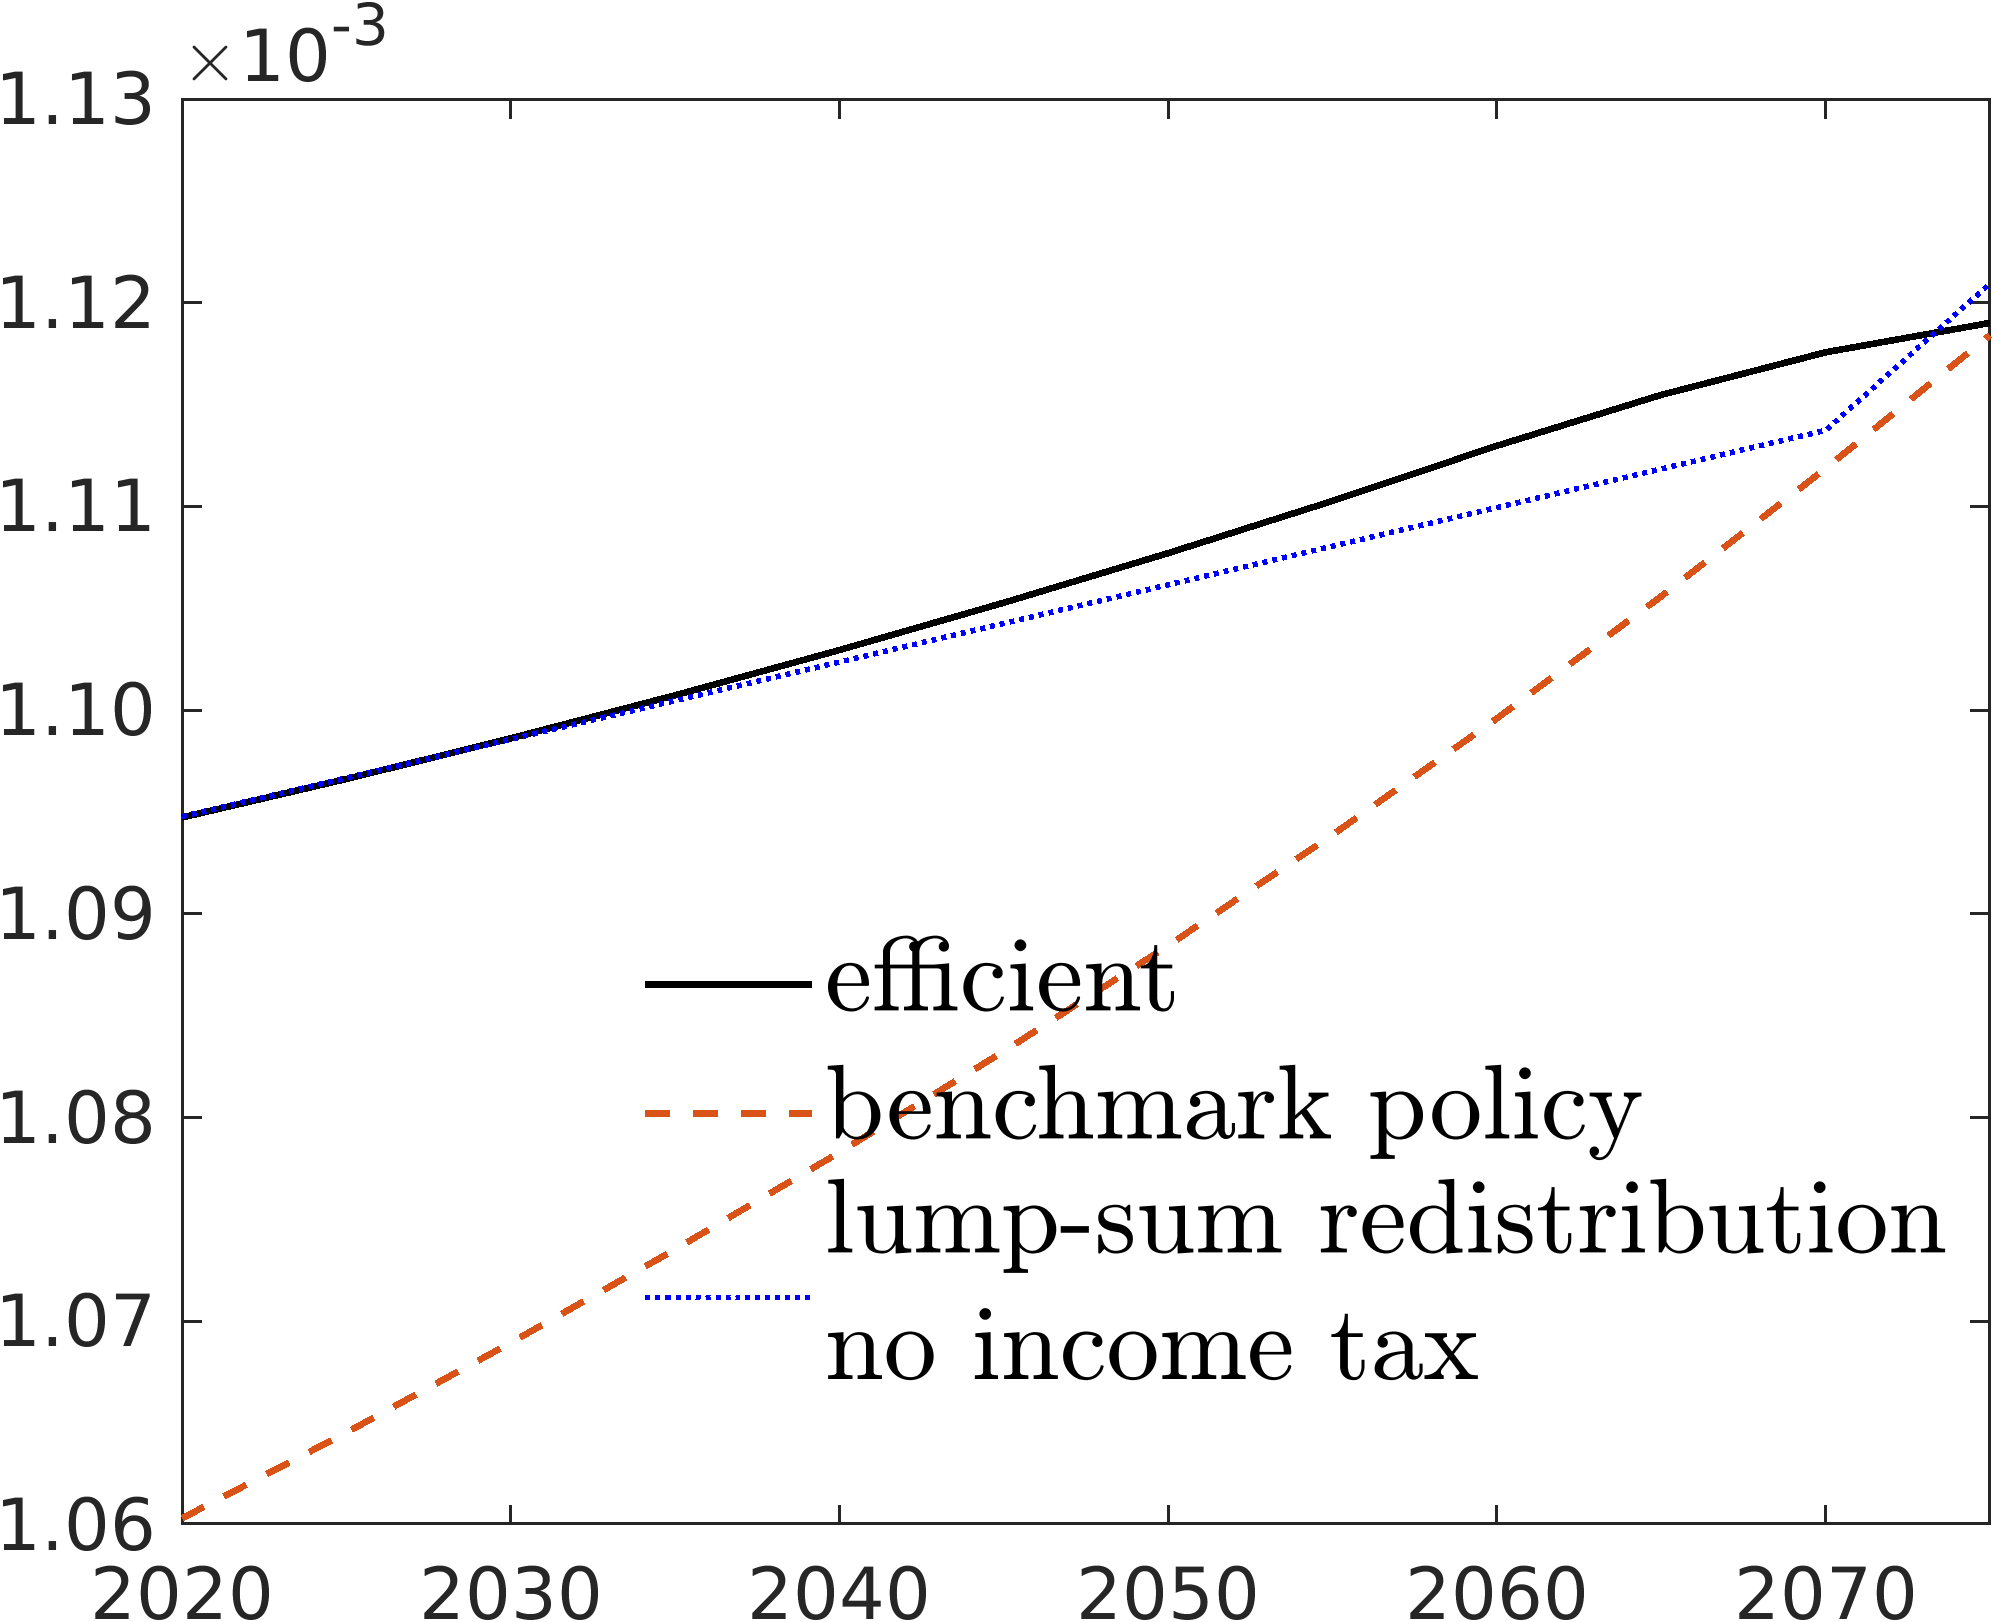 ×10-3
1.13
1.12
1.11
1.10
1.09
1.08
1.07
1.06
efficient
benchmark policy
lump-sum redistribution
no income tax
2020 2030 2040 2050 2060 2070